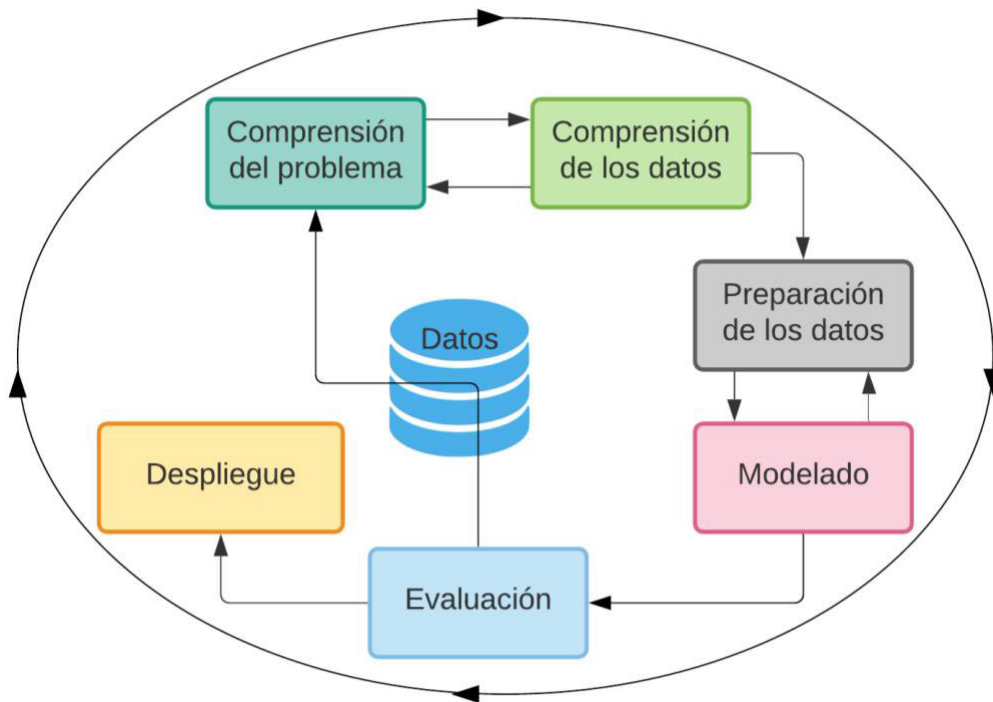 Comprensión
del problema
Comprensión
de los datos
Preparación
de los datos
Datos
Despliegue
Modelado
Evaluación